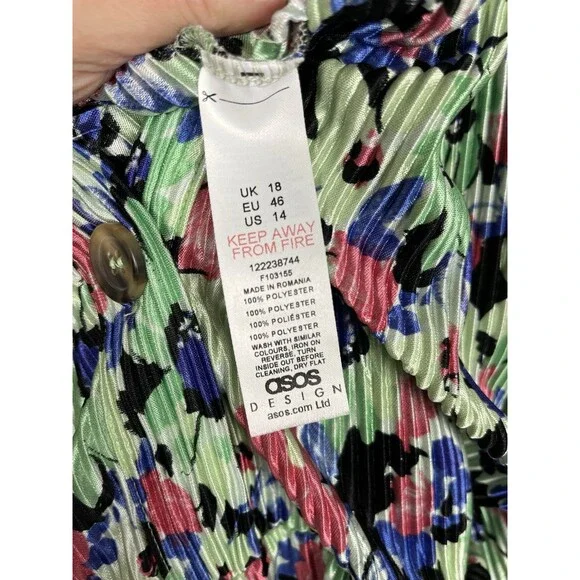 UK 18
EU 46
US 14
KEEP AWAY
FROM FIRE
122238744
F103155
MADE IN ROMANIA
100% POLYESTER
100% POLYESTER
100% POLIÉSTER
100% POLYESTER
WASH WITH SIMILAR
COLOURS, IRON ON
REVERSE, TURN
INSIDE OUT BEFORE
CLEANING, DRY FLAT
asos
DESIGN
asos.com Ltd